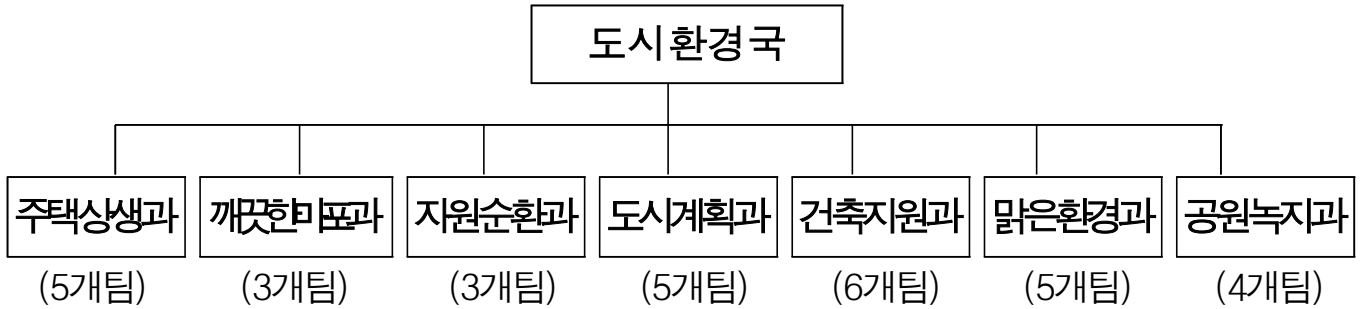 도시환경국
주택상생과 깨끗한마포과 자원순환과 도시계획과 건축지원과 맑은환경과 공원녹지과
(5개팀) (3개팀) (3개팀) (5개팀) (6개팀) (5개팀) (4개팀)